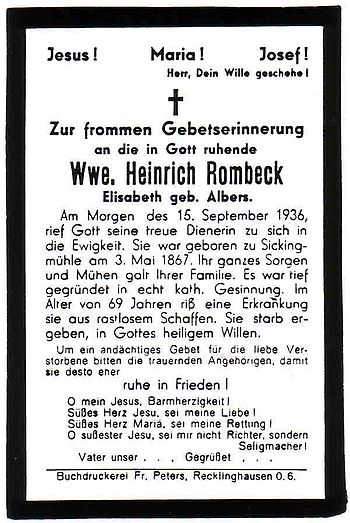 Jesus! Maria! Josef!
Herr, Dein Wille geschehe!
Zur frommen Gebetserinnerung
an die in Gott ruhende
Wwe. Heinrich Rombeck
Elisabeth geb. Albers.
Am Morgen des 15. September 1936,
rief Gott seine treue Dienerin zu sich in
die Ewigkeit. Sie war geboren zu Sicking-
mühle am 3. Mai 1867. Ihr ganzes Sorgen
und Mühen galt Ihrer Familie. Es war tief
gegründet in echt kath. Gesinnung. Im
Alter von 69 Jahren riß eine Erkrankung
sie aus rastlosem Schaffen. Sie starb er-
geben, in Gottes heiligem Willen.
Um ein andächtiges Gebet für die liebe Ver-
storbene bitten die trauernden Angehörigen, damit
sie desto eher
ruhe in Frieden!
O mein Jesus, Barmherzigkeit!
Süßes Herz Jesu, sei meine Liebe!
Süßes Herz Mariä, sei meine Rettung!
O süßester Jesu, sei mir nicht Richter, sondern
Seligmacher!
Vater unser . . . Gegrüßet . . .
Buchdruckerei Fr. Peters, Recklinghausen O. 6.